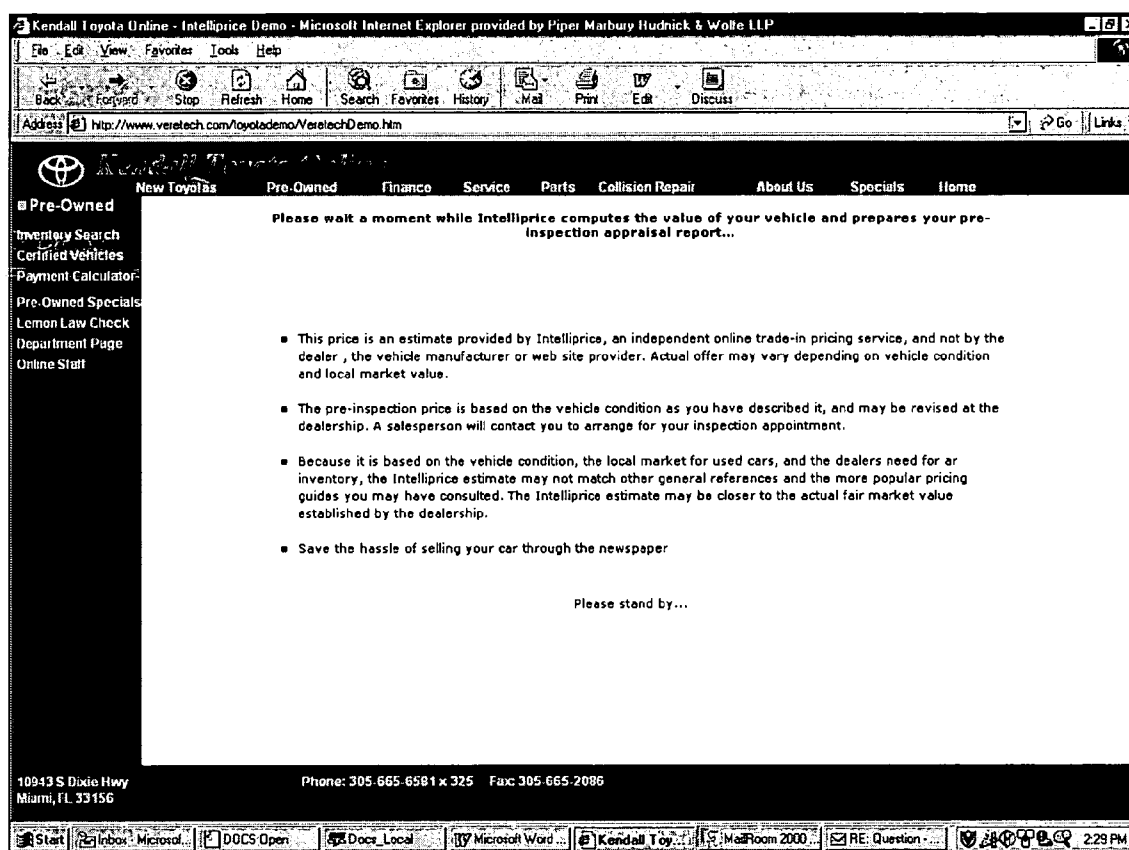 Kendall Toyota Online - Intelliprice Demo - Microsoft Internet Explorer provided by Piper Marbury Rudnick & Wolfe LLP
File Edit View Favorites Tools Help
Back Forward Stop Refresh Home Search Favorites History Mail Print Edit Discuss
Address http://www.veretech.com/toyotademo/VeretechDemo.htm Go Links
Kendall Toyota Online
New Toyotas Pre-Owned Finance Service Parts Collision Repair About Us Specials Home
Pre-Owned
Inventory Search
Certified Vehicles
Payment Calculator
Pre-Owned Specials
Lemon Law Check
Department Page
Online Staff
Please wait a moment while Intelliprice computes the value of your vehicle and prepares your pre-
inspection appraisal report...
This price is an estimate provided by Intelliprice, an independent online trade-in pricing service, and not by the
dealer , the vehicle manufacturer or web site provider. Actual offer may vary depending on vehicle condition
and local market value.
The pre-inspection price is based on the vehicle condition as you have described it, and may be revised at the
dealership. A salesperson will contact you to arrange for your inspection appointment.
Because it is based on the vehicle condition, the local market for used cars, and the dealers need for ar
inventory, the Intelliprice estimate may not match other general references and the more popular pricing
guides you may have consulted. The Intelliprice estimate may be closer to the actual fair market value
established by the dealership.
Save the hassle of selling your car through the newspaper
Please stand by...
10943 S Dixie Hwy
Miami, FL 33156
Phone: 305-665-6581 x 325 Fax: 305-665-2086
Start Inbox - Microsof... DOCS Open Docs_Local Microsoft Word ... Kendall Toy... MailRoom 2000 ... RE: Question - ... 2:29 PM